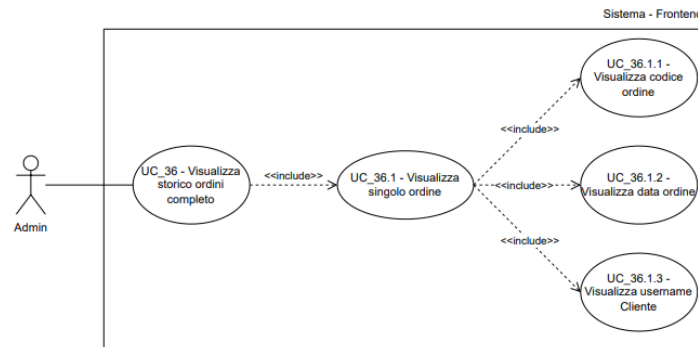 Sistema - Frontend
UC_36.1.1 -
Visualizza codice
ordine
<<include>>
UC_36 - Visualizza
storico ordini
completo
<<include>>
UC_36.1 - Visualizza
singolo ordine
<<include>>
UC_36.1.2 -
Visualizza data ordine
Admin
<<include>>
UC_36.1.3 -
Visualizza username
Cliente